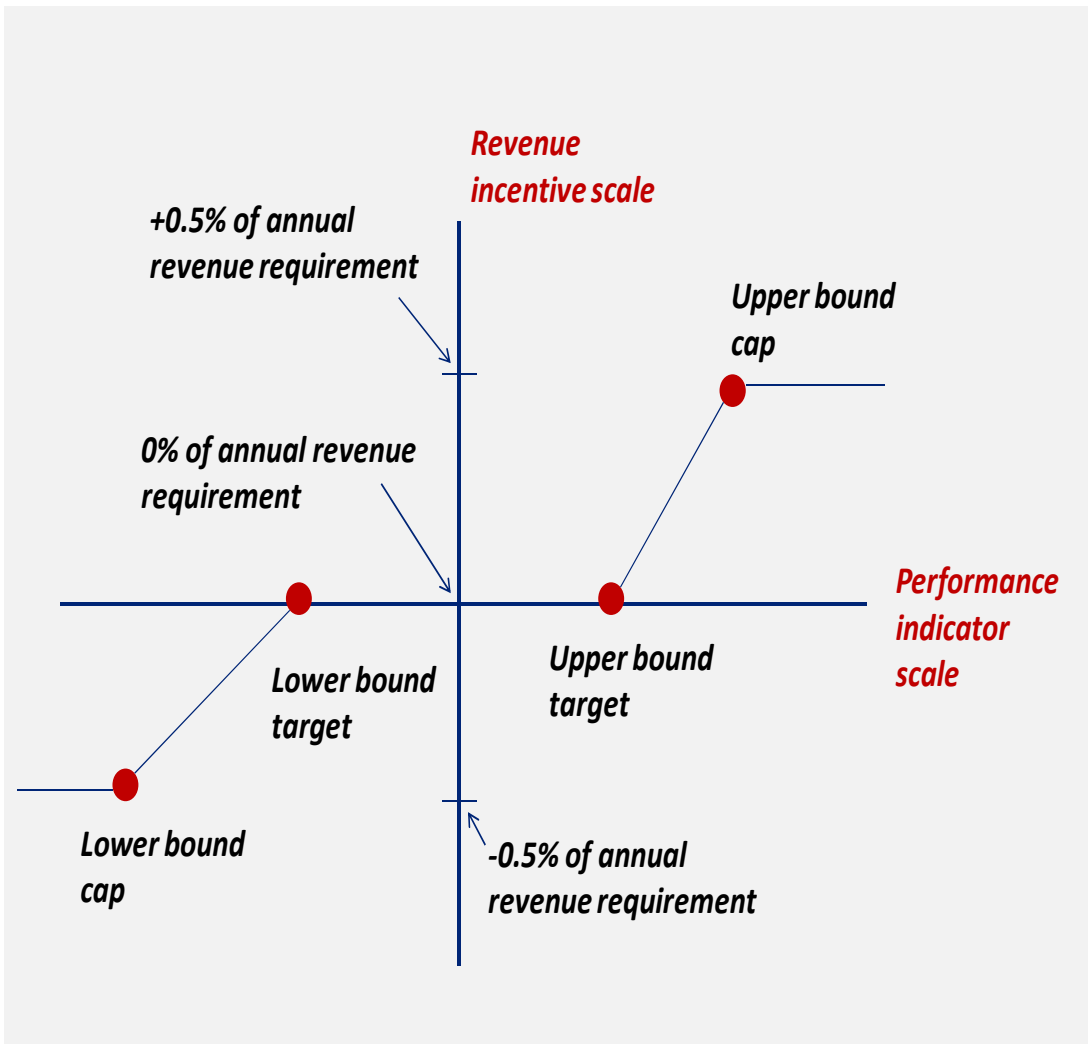 Revenue
incentive scale
+0.5% of annual
revenue requirement
Upper bound
cap
0% of annual revenue
requirement
Performance
indicator
scale
Lower bound
target
Upper bound
target
Lower bound
cap
-0.5% of annual
revenue requirement